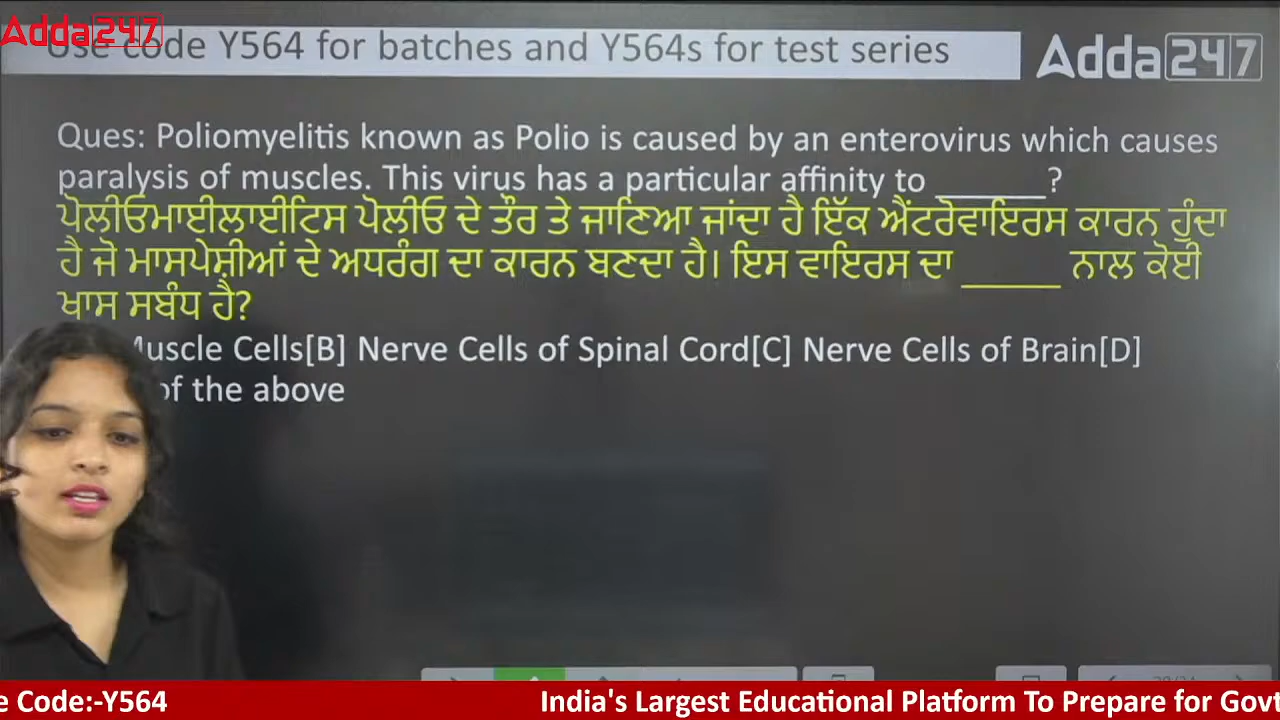 Adda247
Use code Y564 for batches and Y564s for test series
Adda247
Ques: Poliomyelitis known as Polio is caused by an enterovirus which causes
paralysis of muscles. This virus has a particular affinity to ______?
ਪੋਲੀਓਮਾਈਲਾਈਟਿਸ ਪੋਲੀਓ ਦੇ ਤੌਰ ਤੇ ਜਾਣਿਆ ਜਾਂਦਾ ਹੈ ਇੱਕ ਐਂਟਰੋਵਾਇਰਸ ਕਾਰਨ ਹੁੰਦਾ
ਹੈ ਜੋ ਮਾਸਪੇਸ਼ੀਆਂ ਦੇ ਅਧਰੰਗ ਦਾ ਕਾਰਨ ਬਣਦਾ ਹੈ। ਇਸ ਵਾਇਰਸ ਦਾ _____ ਨਾਲ ਕੋਈ
ਖਾਸ ਸਬੰਧ ਹੈ?
Muscle Cells[B] Nerve Cells of Spinal Cord[C] Nerve Cells of Brain[D]
of the above
e Code:-Y564
India's Largest Educational Platform To Prepare for Govt